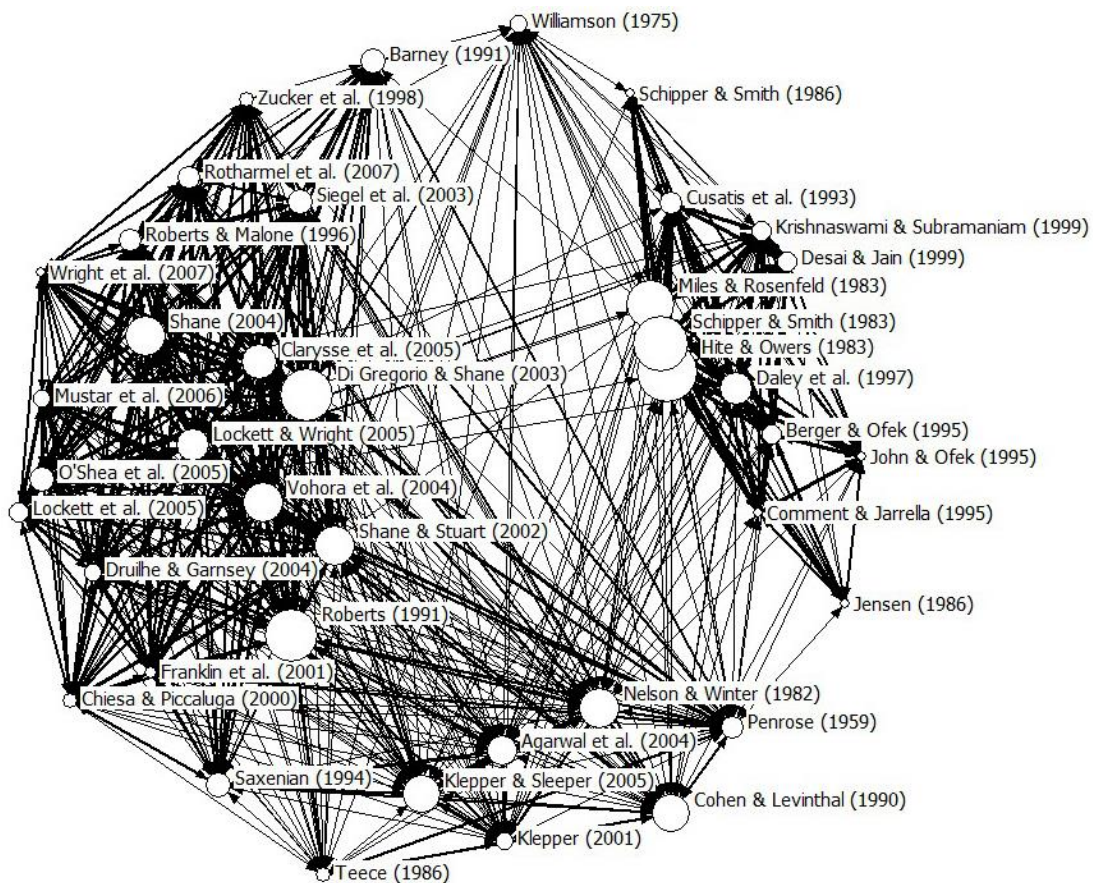 Williamson (1975)
Barney (1991)
Schipper & Smith (1986)
Zucker et al. (1998)
Rotharmel et al. (2007)
Siegel et al. (2003)
Cusatis et al. (1993)
Krishnaswami & Subramaniam (1999)
Roberts & Malone (1996)
Desai & Jain (1999)
Wright et al. (2007)
Miles & Rosenfeld (1983)
Shane (2004)
Schipper & Smith (1983)
Clarysse et al. (2005)
Hite & Owers (1983)
Di Gregorio & Shane (2003)
Daley et al. (1997)
Mustar et al. (2006)
Lockett & Wright (2005)
Berger & Ofek (1995)
John & Ofek (1995)
O'Shea et al. (2005)
Vohora et al. (2004)
Lockett et al. (2005)
Comment & Jarrella (1995)
Shane & Stuart (2002)
Druilhe & Garnsey (2004)
Jensen (1986)
Roberts (1991)
Franklin et al. (2001)
Chiesa & Piccaluga (2000)
Nelson & Winter (1982)
Penrose (1959)
Agarwal et al. (2004)
Saxenian (1994)
Klepper & Sleeper (2005)
Cohen & Levinthal (1990)
Klepper (2001)
Teece (1986)